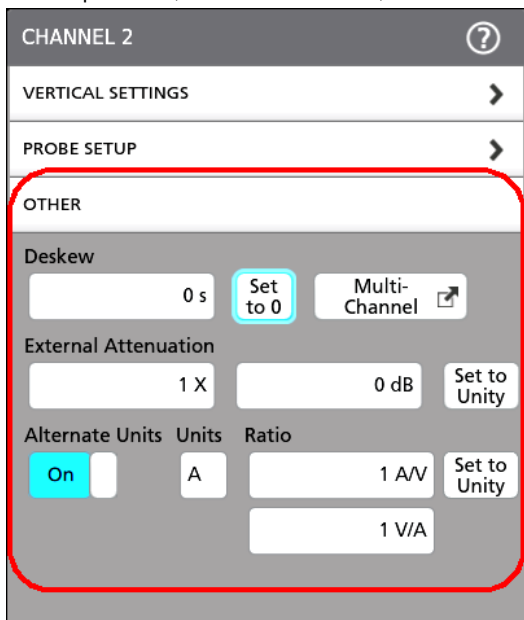 CHANNEL 2 ?
VERTICAL SETTINGS
PROBE SETUP
OTHER
Deskew
0 s
Set
to 0
Multi-
Channel
External Attenuation
1 X
0 dB
Set to
Unity
Alternate Units Units Ratio
On
A
1 A/V
Set to
Unity
1 V/A